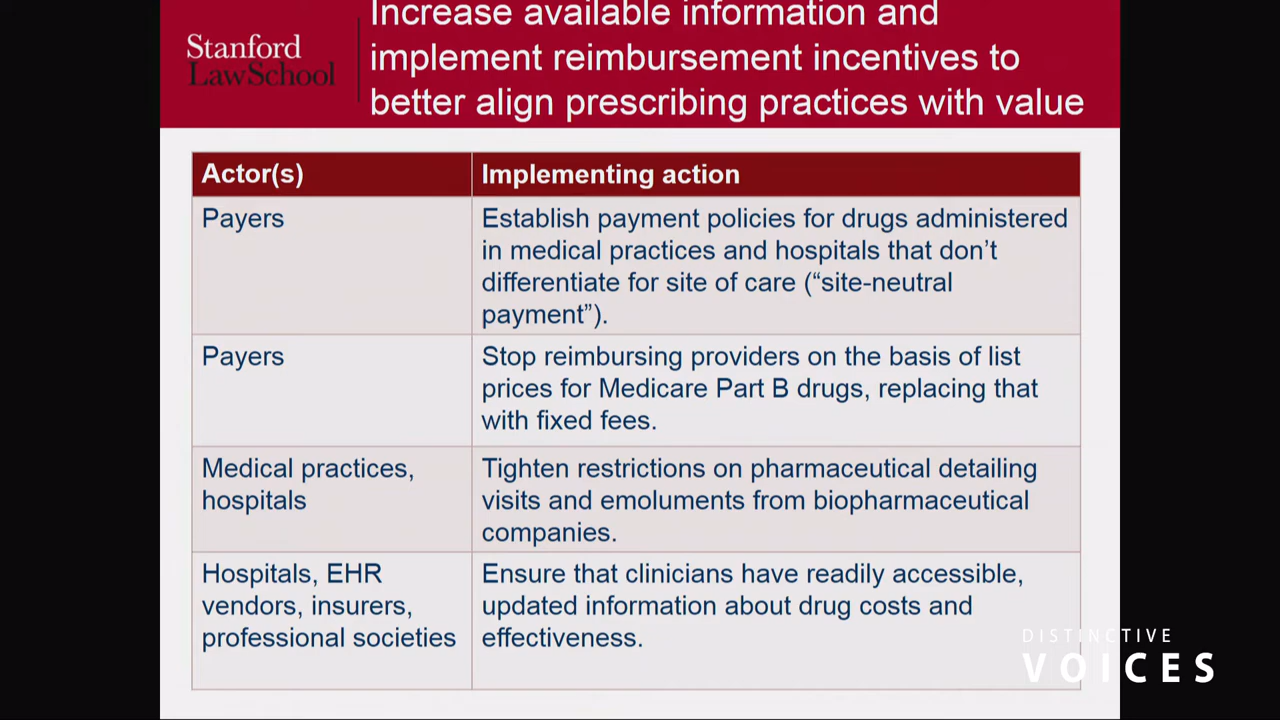 Increase available information and
implement reimbursement incentives to
better align prescribing practices with value
Stanford
LawSchool
Actor(s)
Implementing action
Payers
Establish payment policies for drugs administered
in medical practices and hospitals that don’t
differentiate for site of care (“site-neutral
payment”).
Payers
Stop reimbursing providers on the basis of list
prices for Medicare Part B drugs, replacing that
with fixed fees.
Medical practices,
hospitals
Tighten restrictions on pharmaceutical detailing
visits and emoluments from biopharmaceutical
companies.
Hospitals, EHR
vendors, insurers,
professional societies
Ensure that clinicians have readily accessible,
updated information about drug costs and
effectiveness.
DISTINCTIVE
VOICES